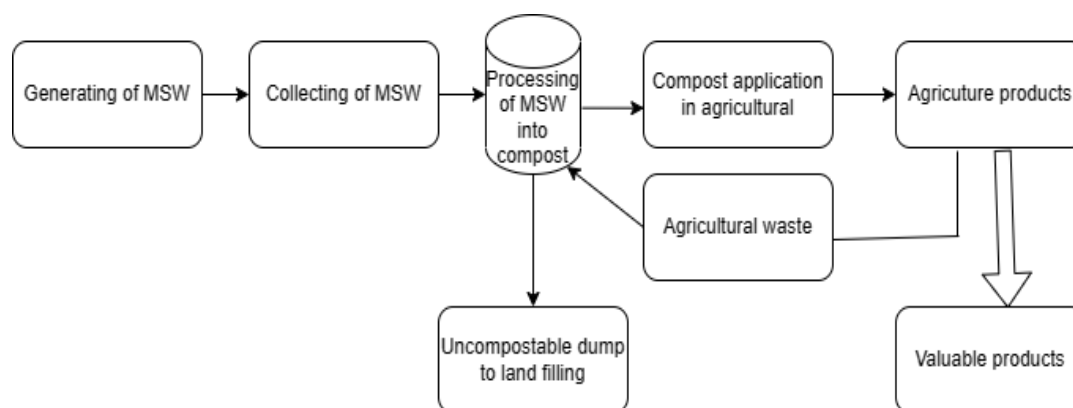 Generating of MSW
Collecting of MSW
Processing
of MSW
into
compost
Compost application
in agricultural
Agricuture products
Agricultural waste
Uncompostable dump
to land filling
Valuable products